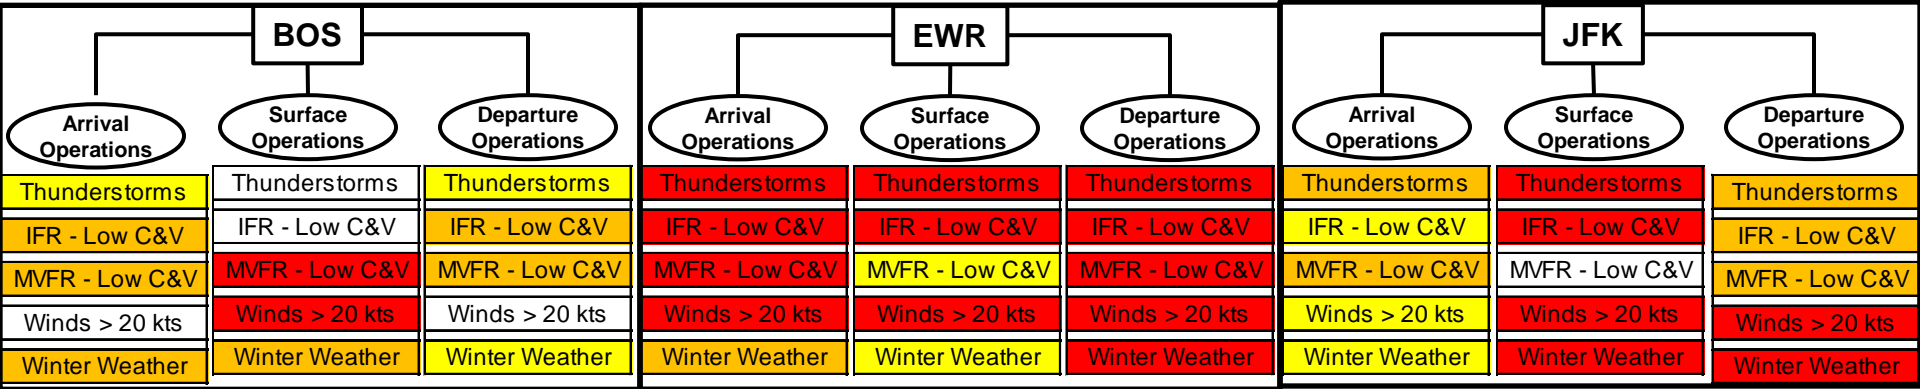 BOS
Arrival
Operations
Thunderstorms
IFR - Low C&V
MVFR - Low C&V
Winds > 20 kts
Winter Weather
Surface
Operations
Thunderstorms
IFR - Low C&V
MVFR - Low C&V
Winds > 20 kts
Winter Weather
Departure
Operations
Thunderstorms
IFR - Low C&V
MVFR - Low C&V
Winds > 20 kts
Winter Weather
EWR
Arrival
Operations
Thunderstorms
IFR - Low C&V
MVFR - Low C&V
Winds > 20 kts
Winter Weather
Surface
Operations
Thunderstorms
IFR - Low C&V
MVFR - Low C&V
Winds > 20 kts
Winter Weather
Departure
Operations
Thunderstorms
IFR - Low C&V
MVFR - Low C&V
Winds > 20 kts
Winter Weather
JFK
Arrival
Operations
Thunderstorms
IFR - Low C&V
MVFR - Low C&V
Winds > 20 kts
Winter Weather
Surface
Operations
Thunderstorms
IFR - Low C&V
MVFR - Low C&V
Winds > 20 kts
Winter Weather
Departure
Operations
Thunderstorms
IFR - Low C&V
MVFR - Low C&V
Winds > 20 kts
Winter Weather